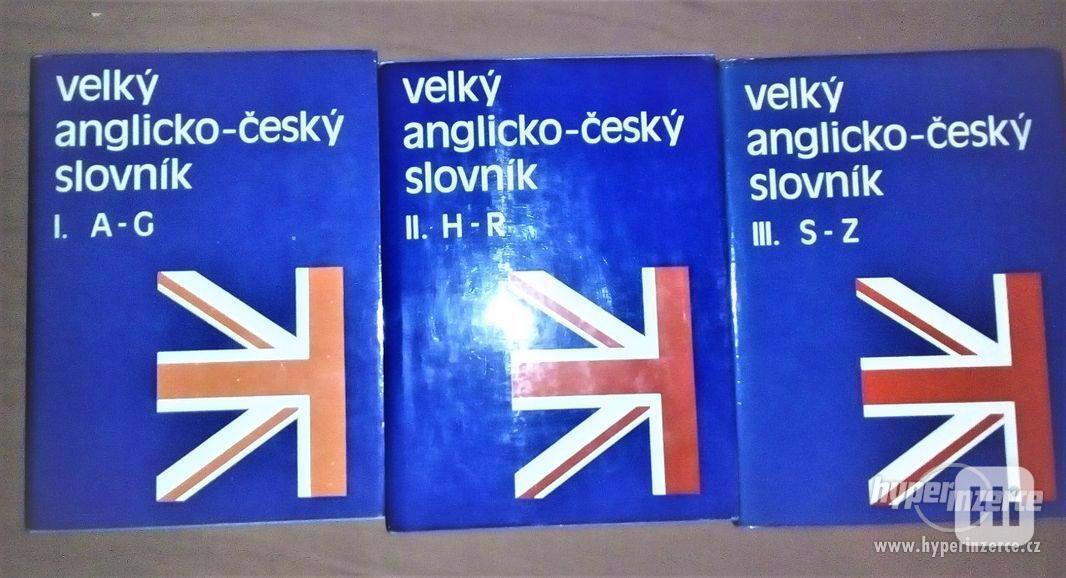 velký
anglicko-český
slovník
I. A-G
velký
anglicko-český
slovník
II. H-R
velký
anglicko-český
slovník
III. S-Z
hyperinzerce
www.hyperinzerce.cz